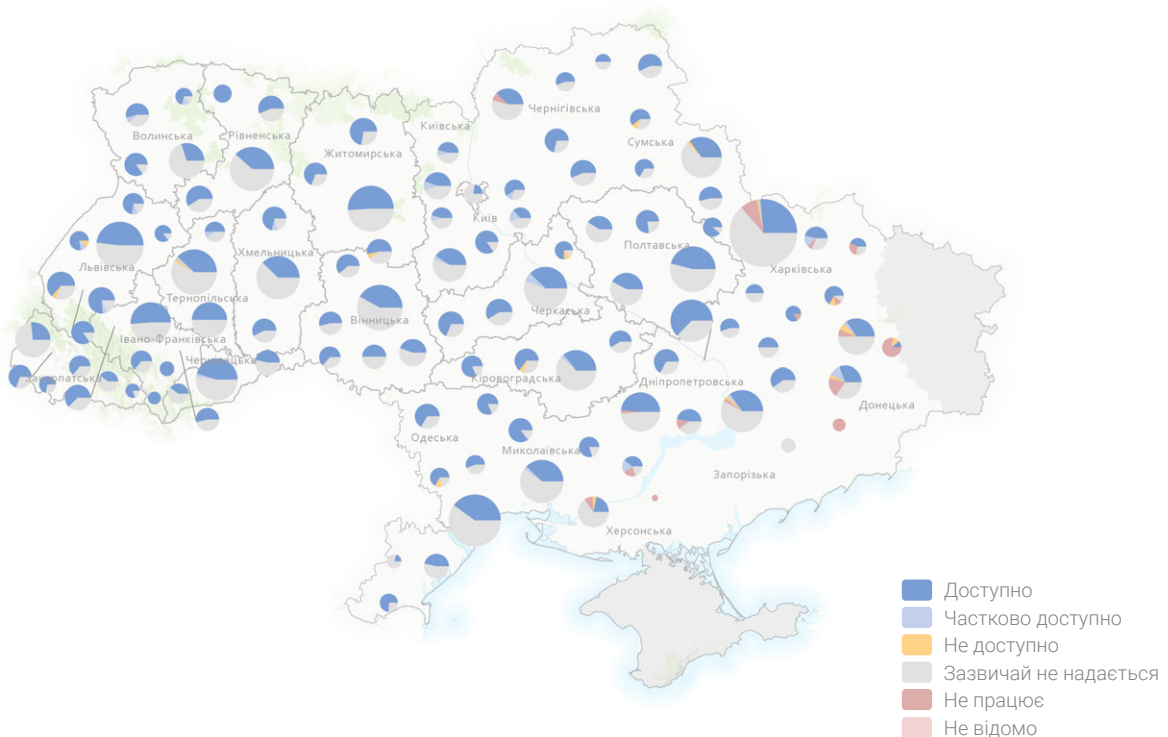 Чернігівська
Київська
Волинська
Рівненська
Житомирська
Сумська
Київ
Полтавська
Хмельницька
Львівська
Харківська
Тернопільська
Черкаська
Вінницька
Івано-Франківська
Чернівецька
Закарпатська
Кіровоградська
Дніпропетровська
Донецька
Одеська
Миколаївська
Запорізька
Херсонська
Доступно
Частково доступно
Не доступно
Зазвичай не надається
Не працює
Не відомо